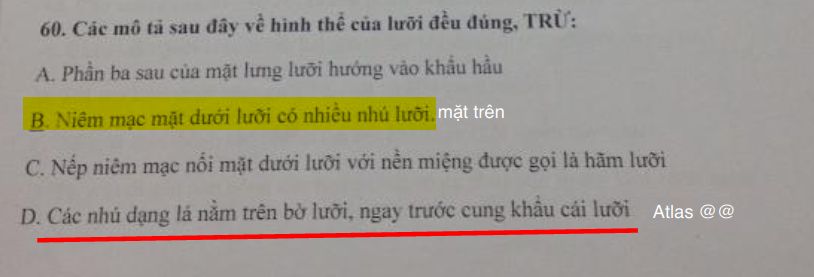 60. Các mô tả sau đây về hình thể của lưỡi đều đúng, TRỪ:
A. Phần ba sau của mặt lưng lưỡi hướng vào khẩu hầu
B. Niêm mạc mặt dưới lưỡi có nhiều nhú lưỡi. mặt trên
C. Nếp niêm mạc nối mặt dưới lưỡi với nền miệng được gọi là hãm lưỡi
D. Các nhú dạng lá nằm trên bờ lưỡi, ngay trước cung khẩu cái lưỡi Atlas @@